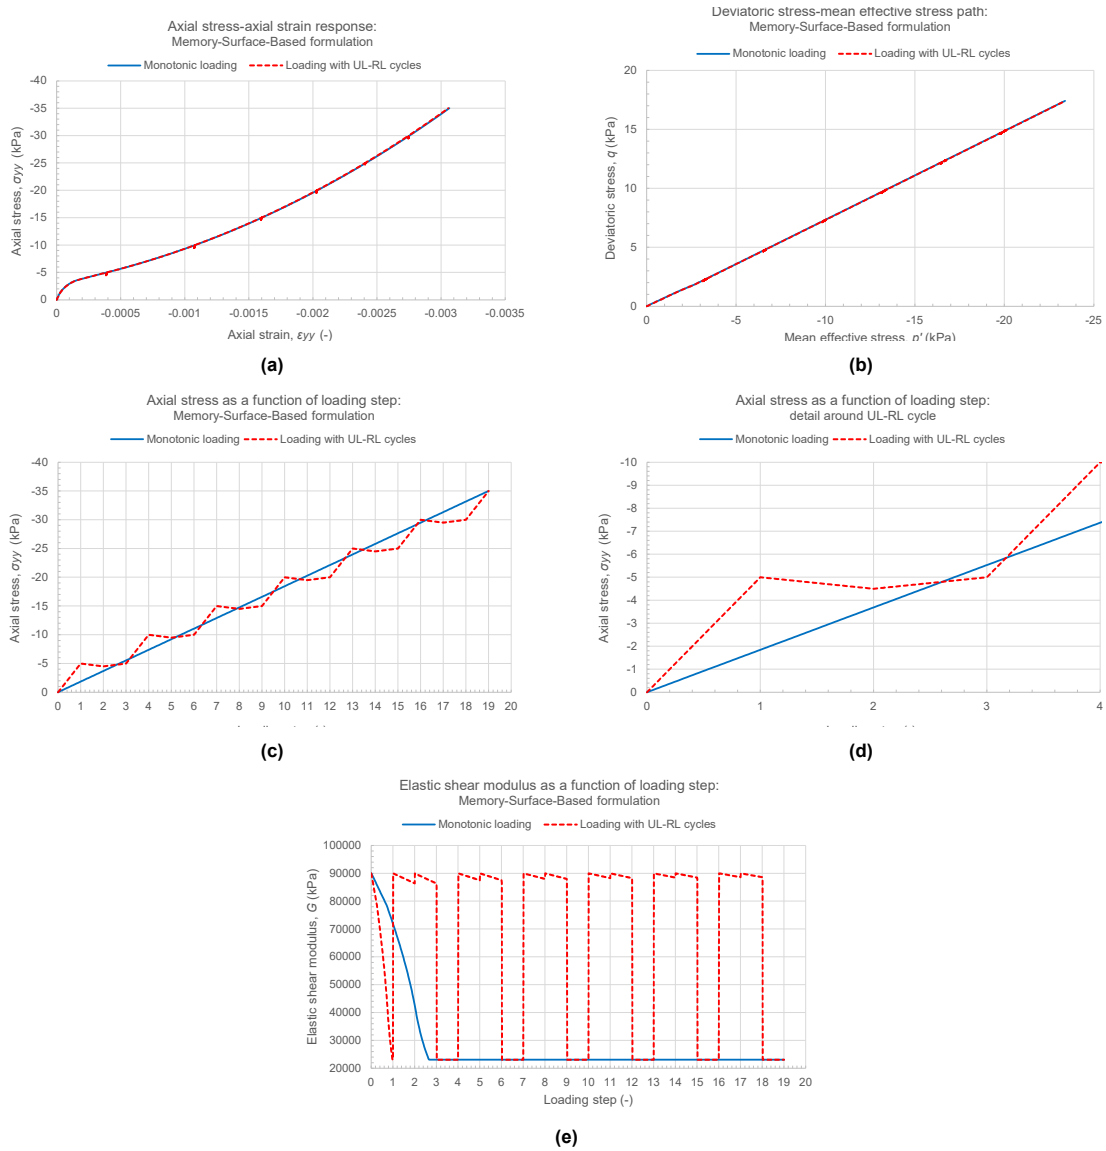 Axial stress-axial strain response:
Memory-Surface-Based formulation
Monotonic loading
Loading with UL-RL cycles
Axial stress, σyy (kPa)
-40
-35
-30
-25
-20
-15
-10
-5
0
0
-0.0005
-0.001
-0.0015
-0.002
-0.0025
-0.003
-0.0035
Axial strain, εyy (-)
(a)
Deviatoric stress-mean effective stress path:
Memory-Surface-Based formulation
Monotonic loading
Loading with UL-RL cycles
Deviatoric stress, q (kPa)
20
15
10
5
0
0
-5
-10
-15
-20
-25
Mean effective stress, p' (kPa)
(b)
Axial stress as a function of loading step:
Memory-Surface-Based formulation
Monotonic loading
Loading with UL-RL cycles
Axial stress, σyy (kPa)
-40
-35
-30
-25
-20
-15
-10
-5
0
0 1 2 3 4 5 6 7 8 9 10 11 12 13 14 15 16 17 18 19 20
(c)
Axial stress as a function of loading step:
detail around UL-RL cycle
Monotonic loading
Loading with UL-RL cycles
Axial stress, σyy (kPa)
-10
-9
-8
-7
-6
-5
-4
-3
-2
-1
0
0 1 2 3 4
(d)
Elastic shear modulus as a function of loading step:
Memory-Surface-Based formulation
Monotonic loading
Loading with UL-RL cycles
Elastic shear modulus, G (kPa)
100000
90000
80000
70000
60000
50000
40000
30000
20000
0 1 2 3 4 5 6 7 8 9 10 11 12 13 14 15 16 17 18 19 20
Loading step (-)
(e)